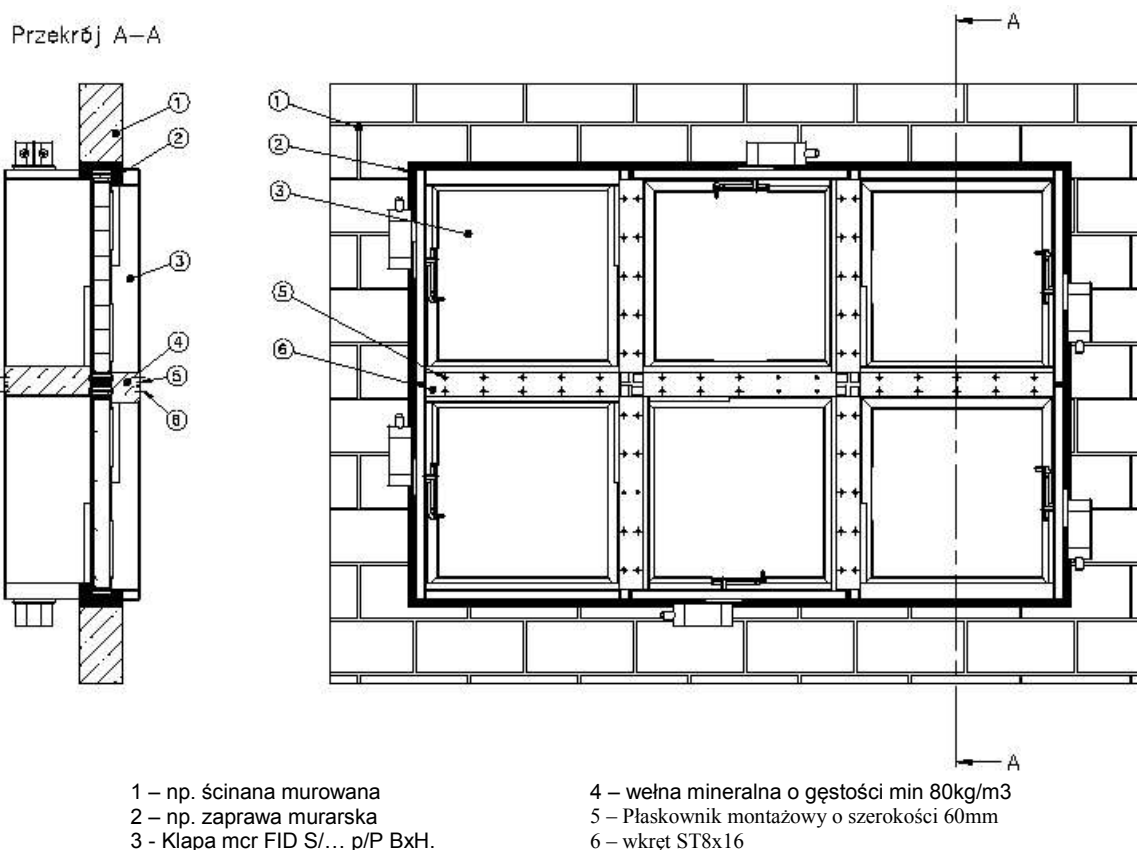 Przekrój A–A
A
1
2
3
4
5
6
1
2
3
5
6
A
1 – np. ścinana murowana
2 – np. zaprawa murarska
3 - Klapa mcr FID S/… p/P BxH.
4 – wełna mineralna o gęstości min 80kg/m3
5 – Płaskownik montażowy o szerokości 60mm
6 – wkręt ST8x16